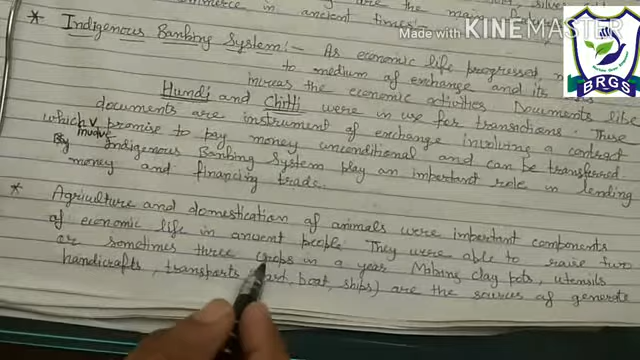 commerce in ancient times:-
Made with KINEMASTER
BRGS
* Indigenous Banking System:- As economic life progressed,
to medium of exchange and its
increas the economic activities. Documents like
Hundi and Chitti were in use for transctions. These
documents are instrument of exchange involving a contract
which involve promise to pay money unconditional and can be transferred.
By Indigenous Banking System play an important role in lending
money and financing trade.
* Agriculture and domestication of animals were important components
of economic life in ancient people. They were able to raise two
or sometimes three crops in a year. Making clay pots, utensils
handicrafts, transports (cart, boat, ships) are the sources of generate